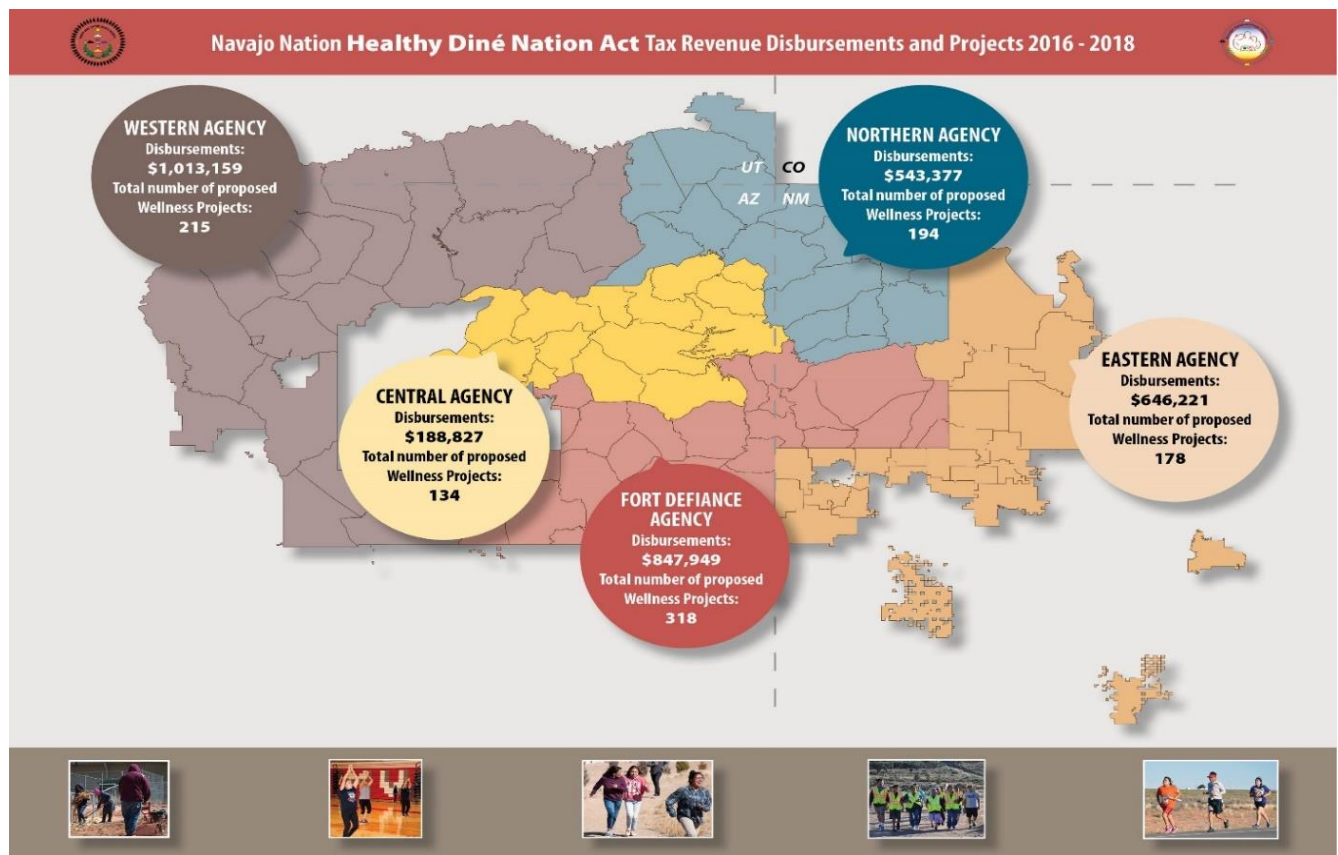 Navajo Nation Healthy Diné Nation Act Tax Revenue Disbursements and Projects 2016 - 2018
WESTERN AGENCY
Disbursements:
$1,013,159
Total number of proposed
Wellness Projects:
215
NORTHERN AGENCY
Disbursements:
$543,377
Total number of proposed
Wellness Projects:
194
UT CO
AZ NM
CENTRAL AGENCY
Disbursements:
$188,827
Total number of proposed
Wellness Projects:
134
EASTERN AGENCY
Disbursements:
$646,221
Total number of proposed
Wellness Projects:
178
FORT DEFIANCE
AGENCY
Disbursements:
$847,949
Total number of proposed
Wellness Projects:
318